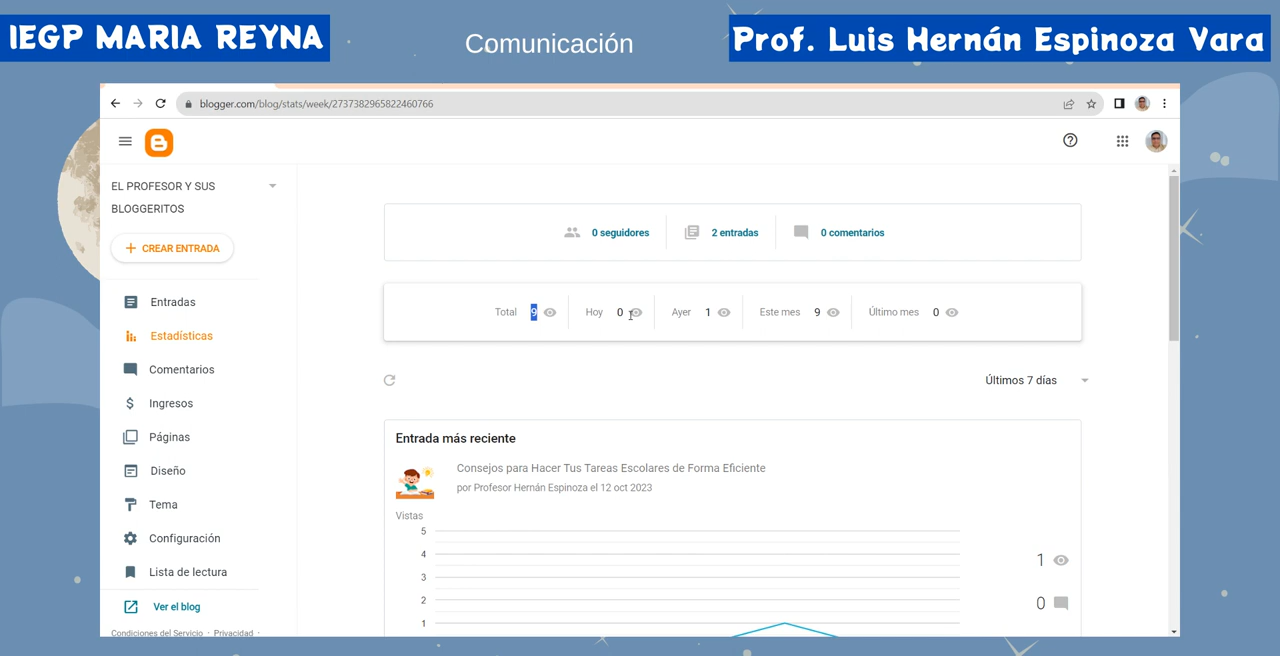 IEGP MARIA REYNA
Comunicación
Prof. Luis Hernán Espinoza Vara
blogger.com/blog/stats/week/2737382965822460766
EL PROFESOR Y SUS
BLOGGERITOS
CREAR ENTRADA
Entradas
Estadísticas
Comentarios
Ingresos
Páginas
Diseño
Tema
Configuración
Lista de lectura
Ver el blog
Condiciones del Servicio · Privacidad ·
0 seguidores
2 entradas
0 comentarios
Total 9
Hoy 0
Ayer 1
Este mes 9
Último mes 0
Últimos 7 días
Entrada más reciente
Consejos para Hacer Tus Tareas Escolares de Forma Eficiente
por Profesor Hernán Espinoza el 12 oct 2023
Vistas
5
4
3
2
1
1
0